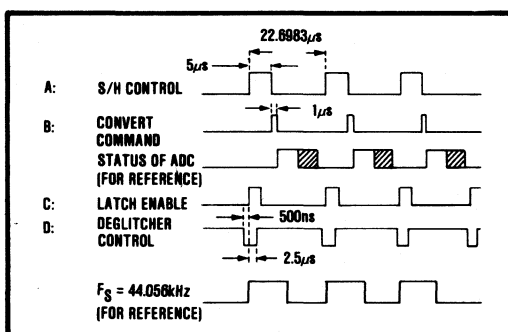 22.6983µs
5µs
A: S/H CONTROL
1µs
B: CONVERT
COMMAND
STATUS OF ADC
(FOR REFERENCE)
C: LATCH ENABLE
D: DEGLITCHER
CONTROL
500ns
2.5µs
FS = 44.056kHz
(FOR REFERENCE)